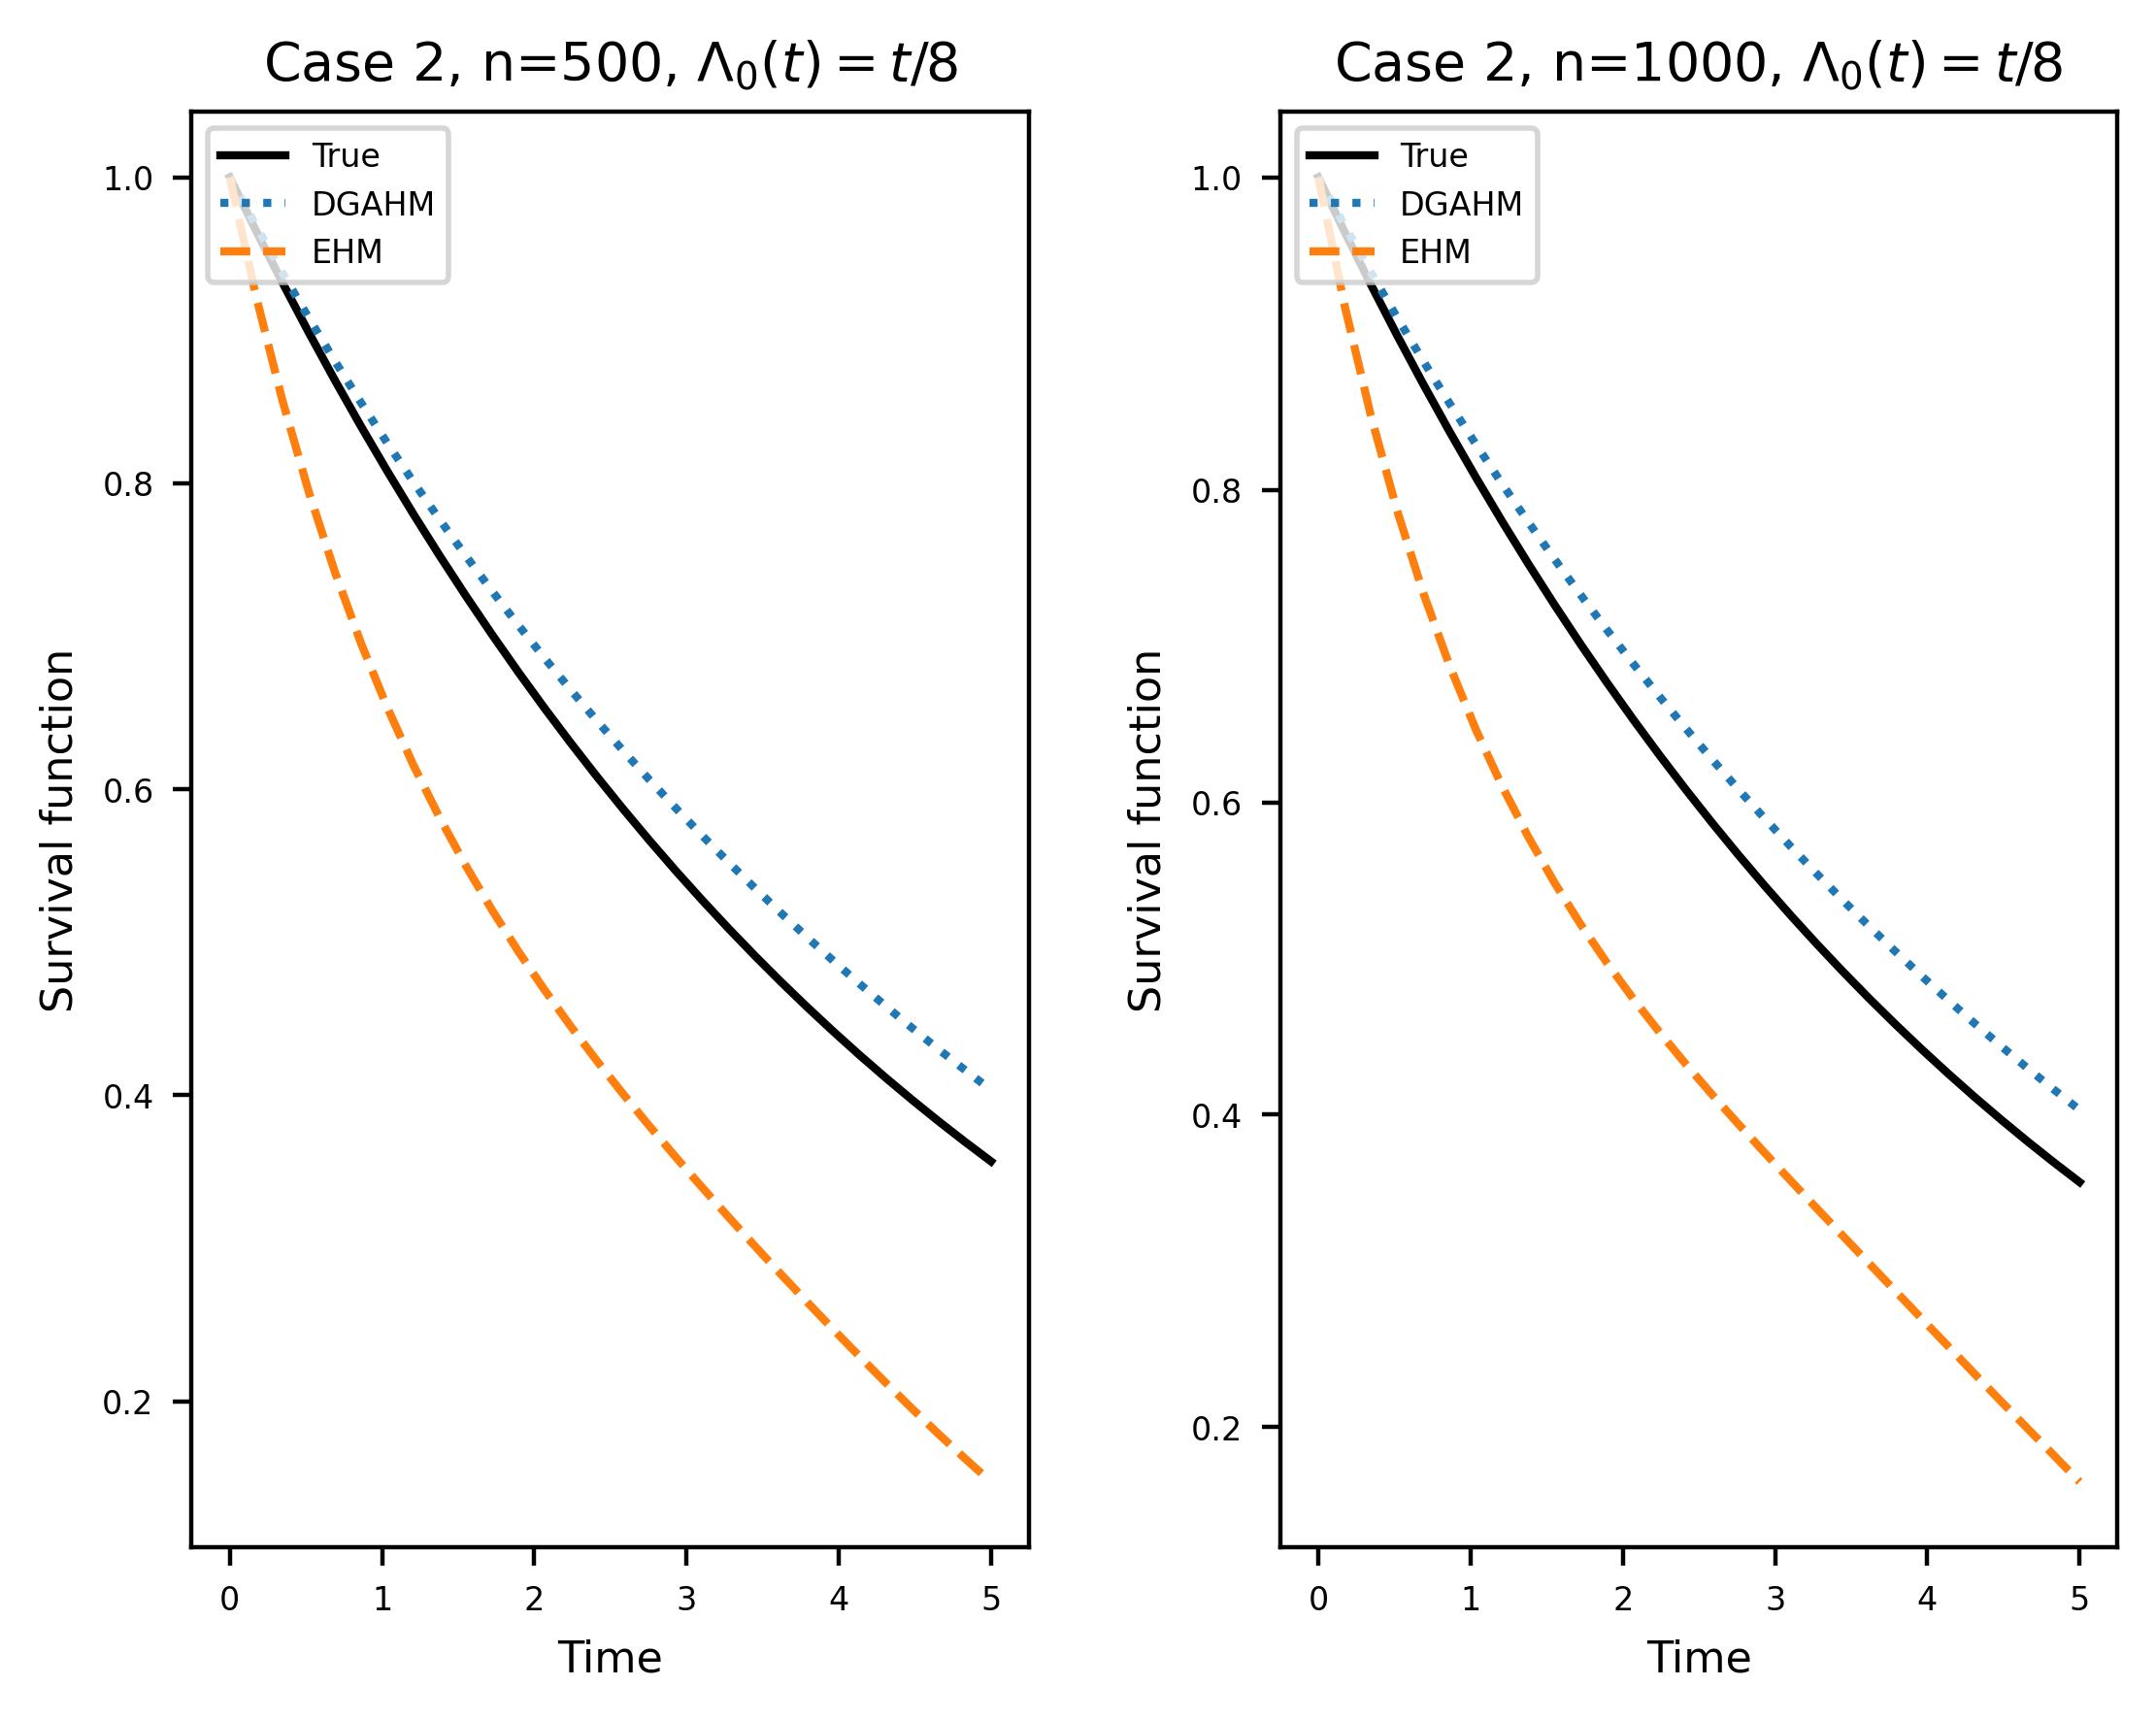 Case 2, n=500, Λ₀(t) = t/8
True
DGAHM
EHM
1.0
0.8
0.6
0.4
0.2
Survival function
0 1 2 3 4 5
Time
Case 2, n=1000, Λ₀(t) = t/8
True
DGAHM
EHM
1.0
0.8
0.6
0.4
0.2
Survival function
0 1 2 3 4 5
Time